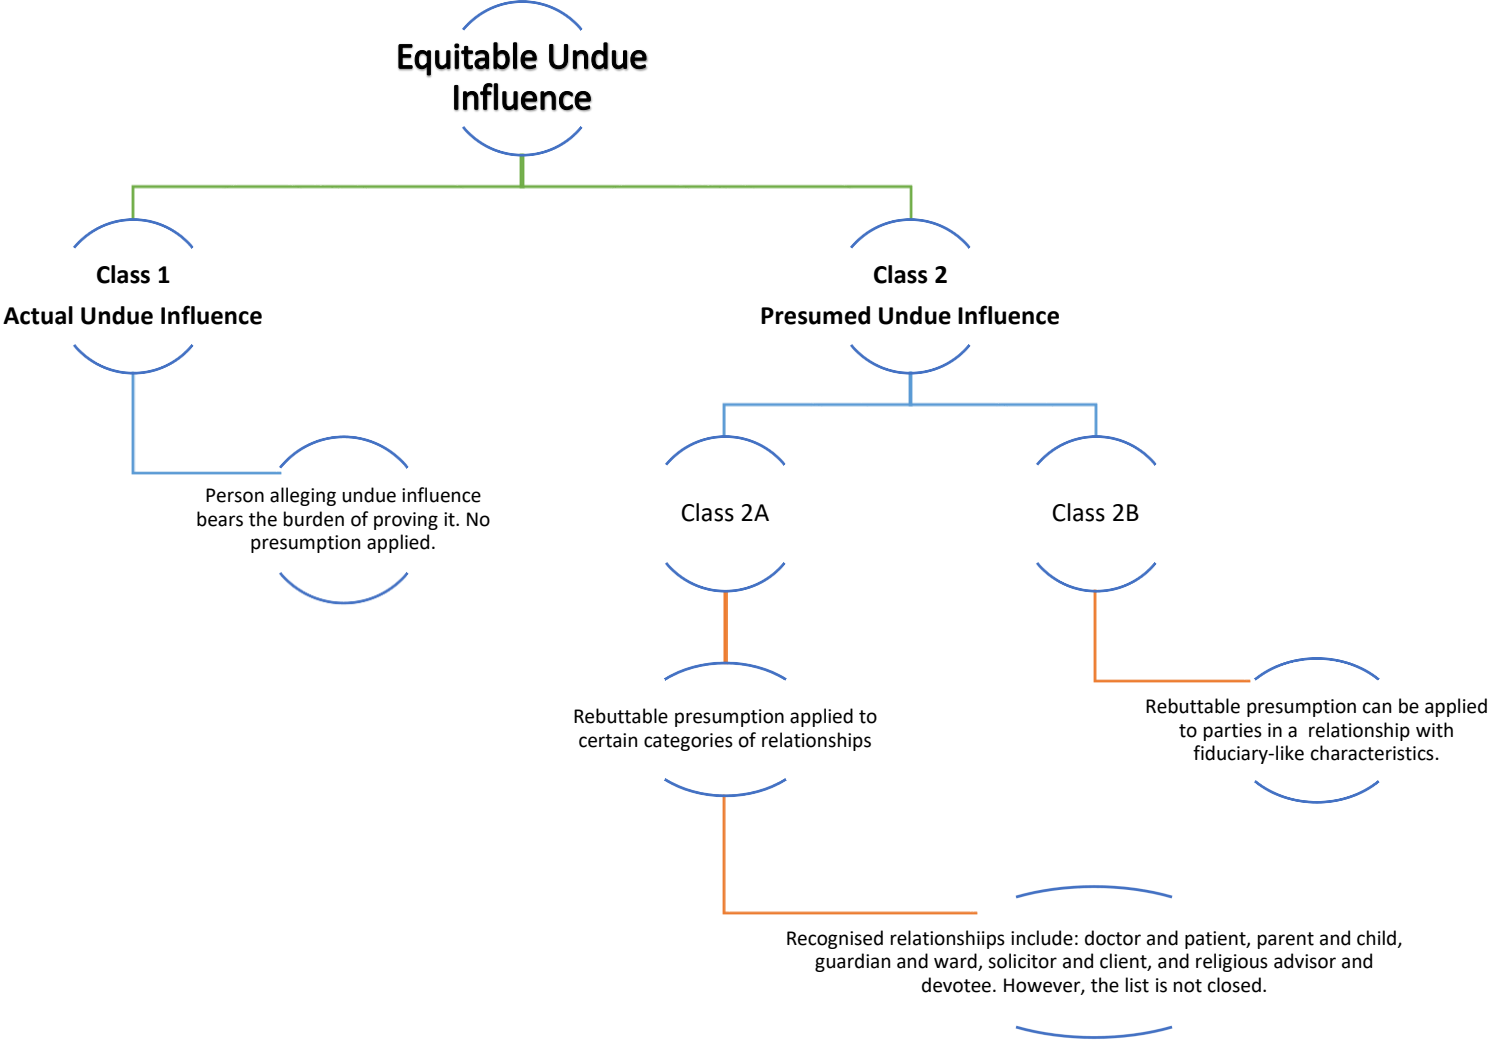 Equitable Undue
Influence
Class 1
Actual Undue Influence
Class 2
Presumed Undue Influence
Person alleging undue influence
bears the burden of proving it. No
presumption applied.
Class 2A
Class 2B
Rebuttable presumption applied to
certain categories of relationships
Rebuttable presumption can be applied
to parties in a  relationship with
fiduciary-like characteristics.
Recognised relationshiips include: doctor and patient, parent and child,
guardian and ward, solicitor and client, and religious advisor and
devotee. However, the list is not closed.